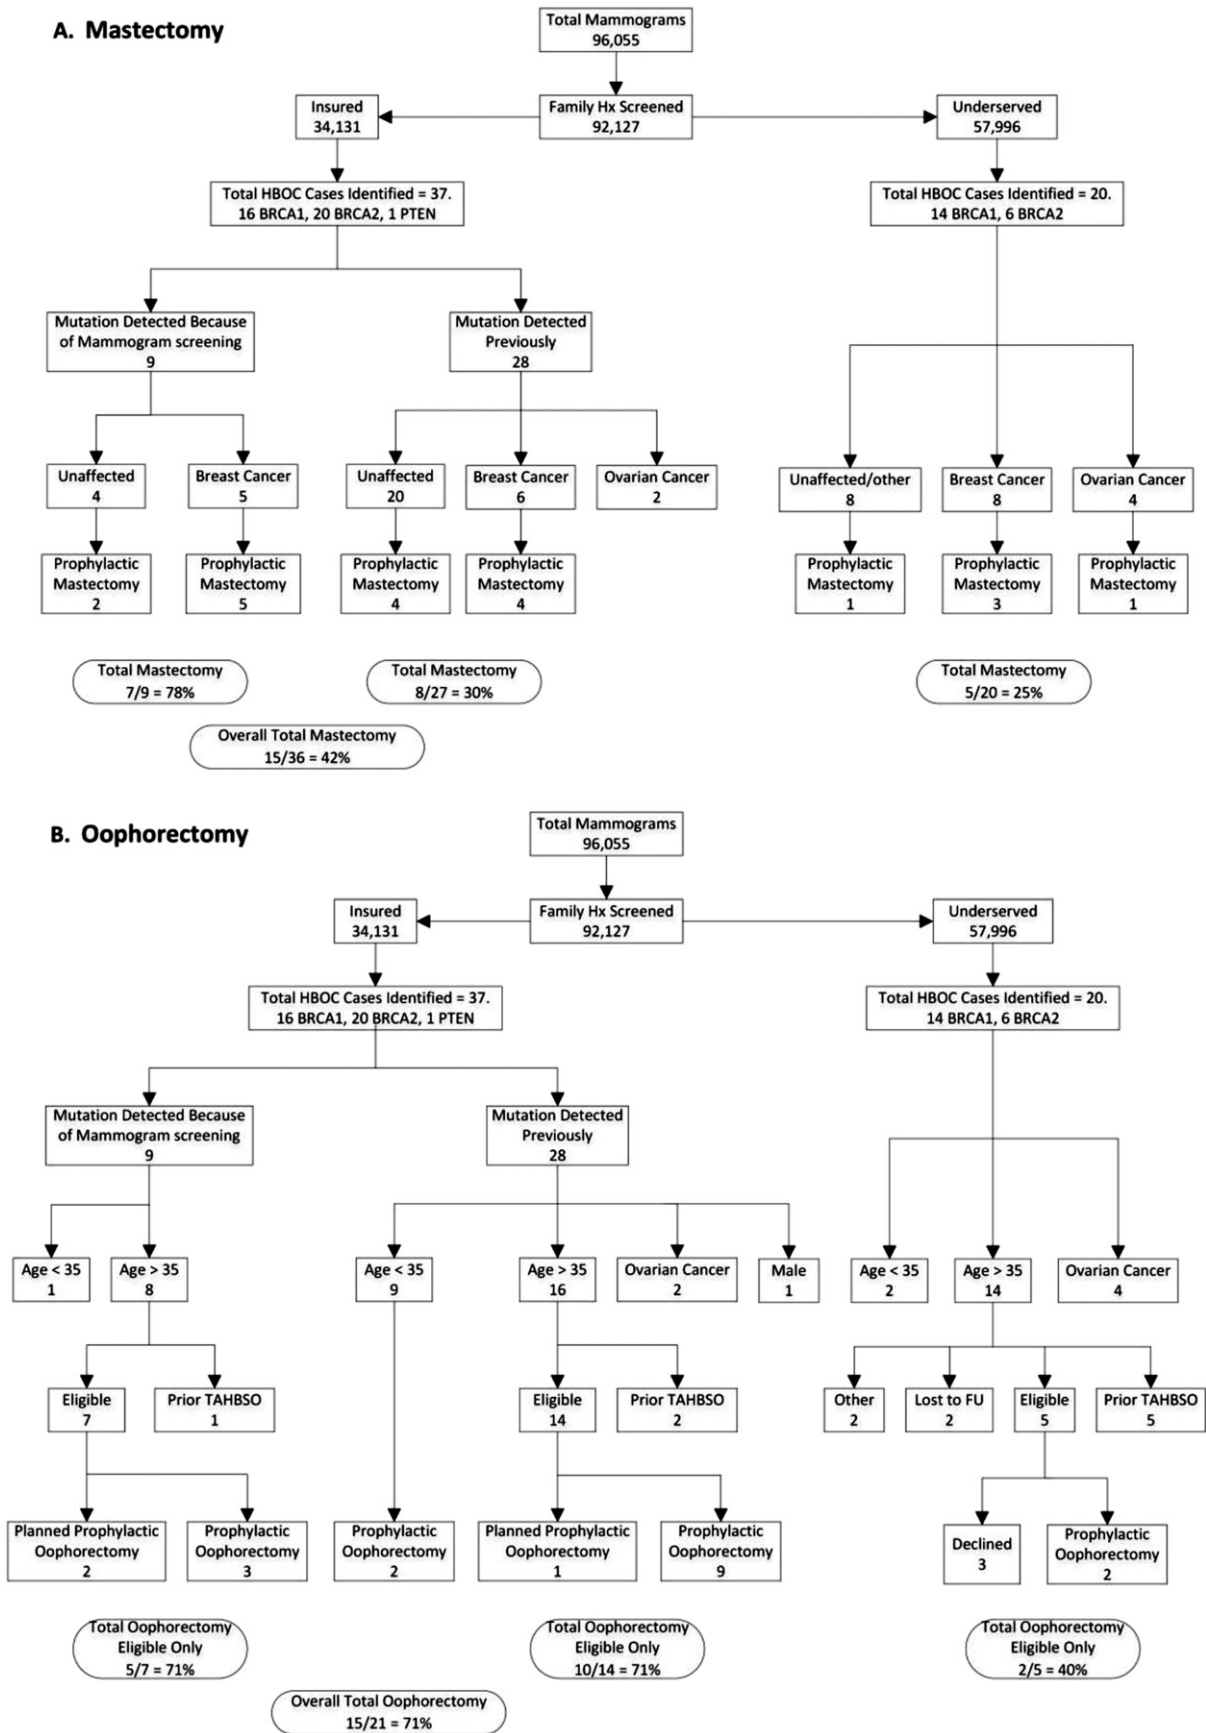 A. Mastectomy
Total Mammograms
96,055
Insured
34,131
Family Hx Screened
92,127
Underserved
57,996
Total HBOC Cases Identified = 37.
16 BRCA1, 20 BRCA2, 1 PTEN
Total HBOC Cases Identified = 20.
14 BRCA1, 6 BRCA2
Mutation Detected Because
of Mammogram screening
9
Mutation Detected
Previously
28
Unaffected
4
Breast Cancer
5
Unaffected
20
Breast Cancer
6
Ovarian Cancer
2
Unaffected/other
8
Breast Cancer
8
Ovarian Cancer
4
Prophylactic
Mastectomy
2
Prophylactic
Mastectomy
5
Prophylactic
Mastectomy
4
Prophylactic
Mastectomy
4
Prophylactic
Mastectomy
1
Prophylactic
Mastectomy
3
Prophylactic
Mastectomy
1
Total Mastectomy
7/9 = 78%
Total Mastectomy
8/27 = 30%
Total Mastectomy
5/20 = 25%
Overall Total Mastectomy
15/36 = 42%
B. Oophorectomy
Total Mammograms
96,055
Insured
34,131
Family Hx Screened
92,127
Underserved
57,996
Total HBOC Cases Identified = 37.
16 BRCA1, 20 BRCA2, 1 PTEN
Total HBOC Cases Identified = 20.
14 BRCA1, 6 BRCA2
Mutation Detected Because
of Mammogram screening
9
Mutation Detected
Previously
28
Age < 35
1
Age > 35
8
Age < 35
9
Age > 35
16
Ovarian Cancer
2
Male
1
Age < 35
2
Age > 35
14
Ovarian Cancer
4
Eligible
7
Prior TAHBSO
1
Eligible
14
Prior TAHBSO
2
Other
2
Lost to FU
2
Eligible
5
Prior TAHBSO
5
Planned Prophylactic
Oophorectomy
2
Prophylactic
Oophorectomy
3
Prophylactic
Oophorectomy
2
Planned Prophylactic
Oophorectomy
1
Prophylactic
Oophorectomy
9
Declined
3
Prophylactic
Oophorectomy
2
Total Oophorectomy
Eligible Only
5/7 = 71%
Total Oophorectomy
Eligible Only
10/14 = 71%
Total Oophorectomy
Eligible Only
2/5 = 40%
Overall Total Oophorectomy
15/21 = 71%